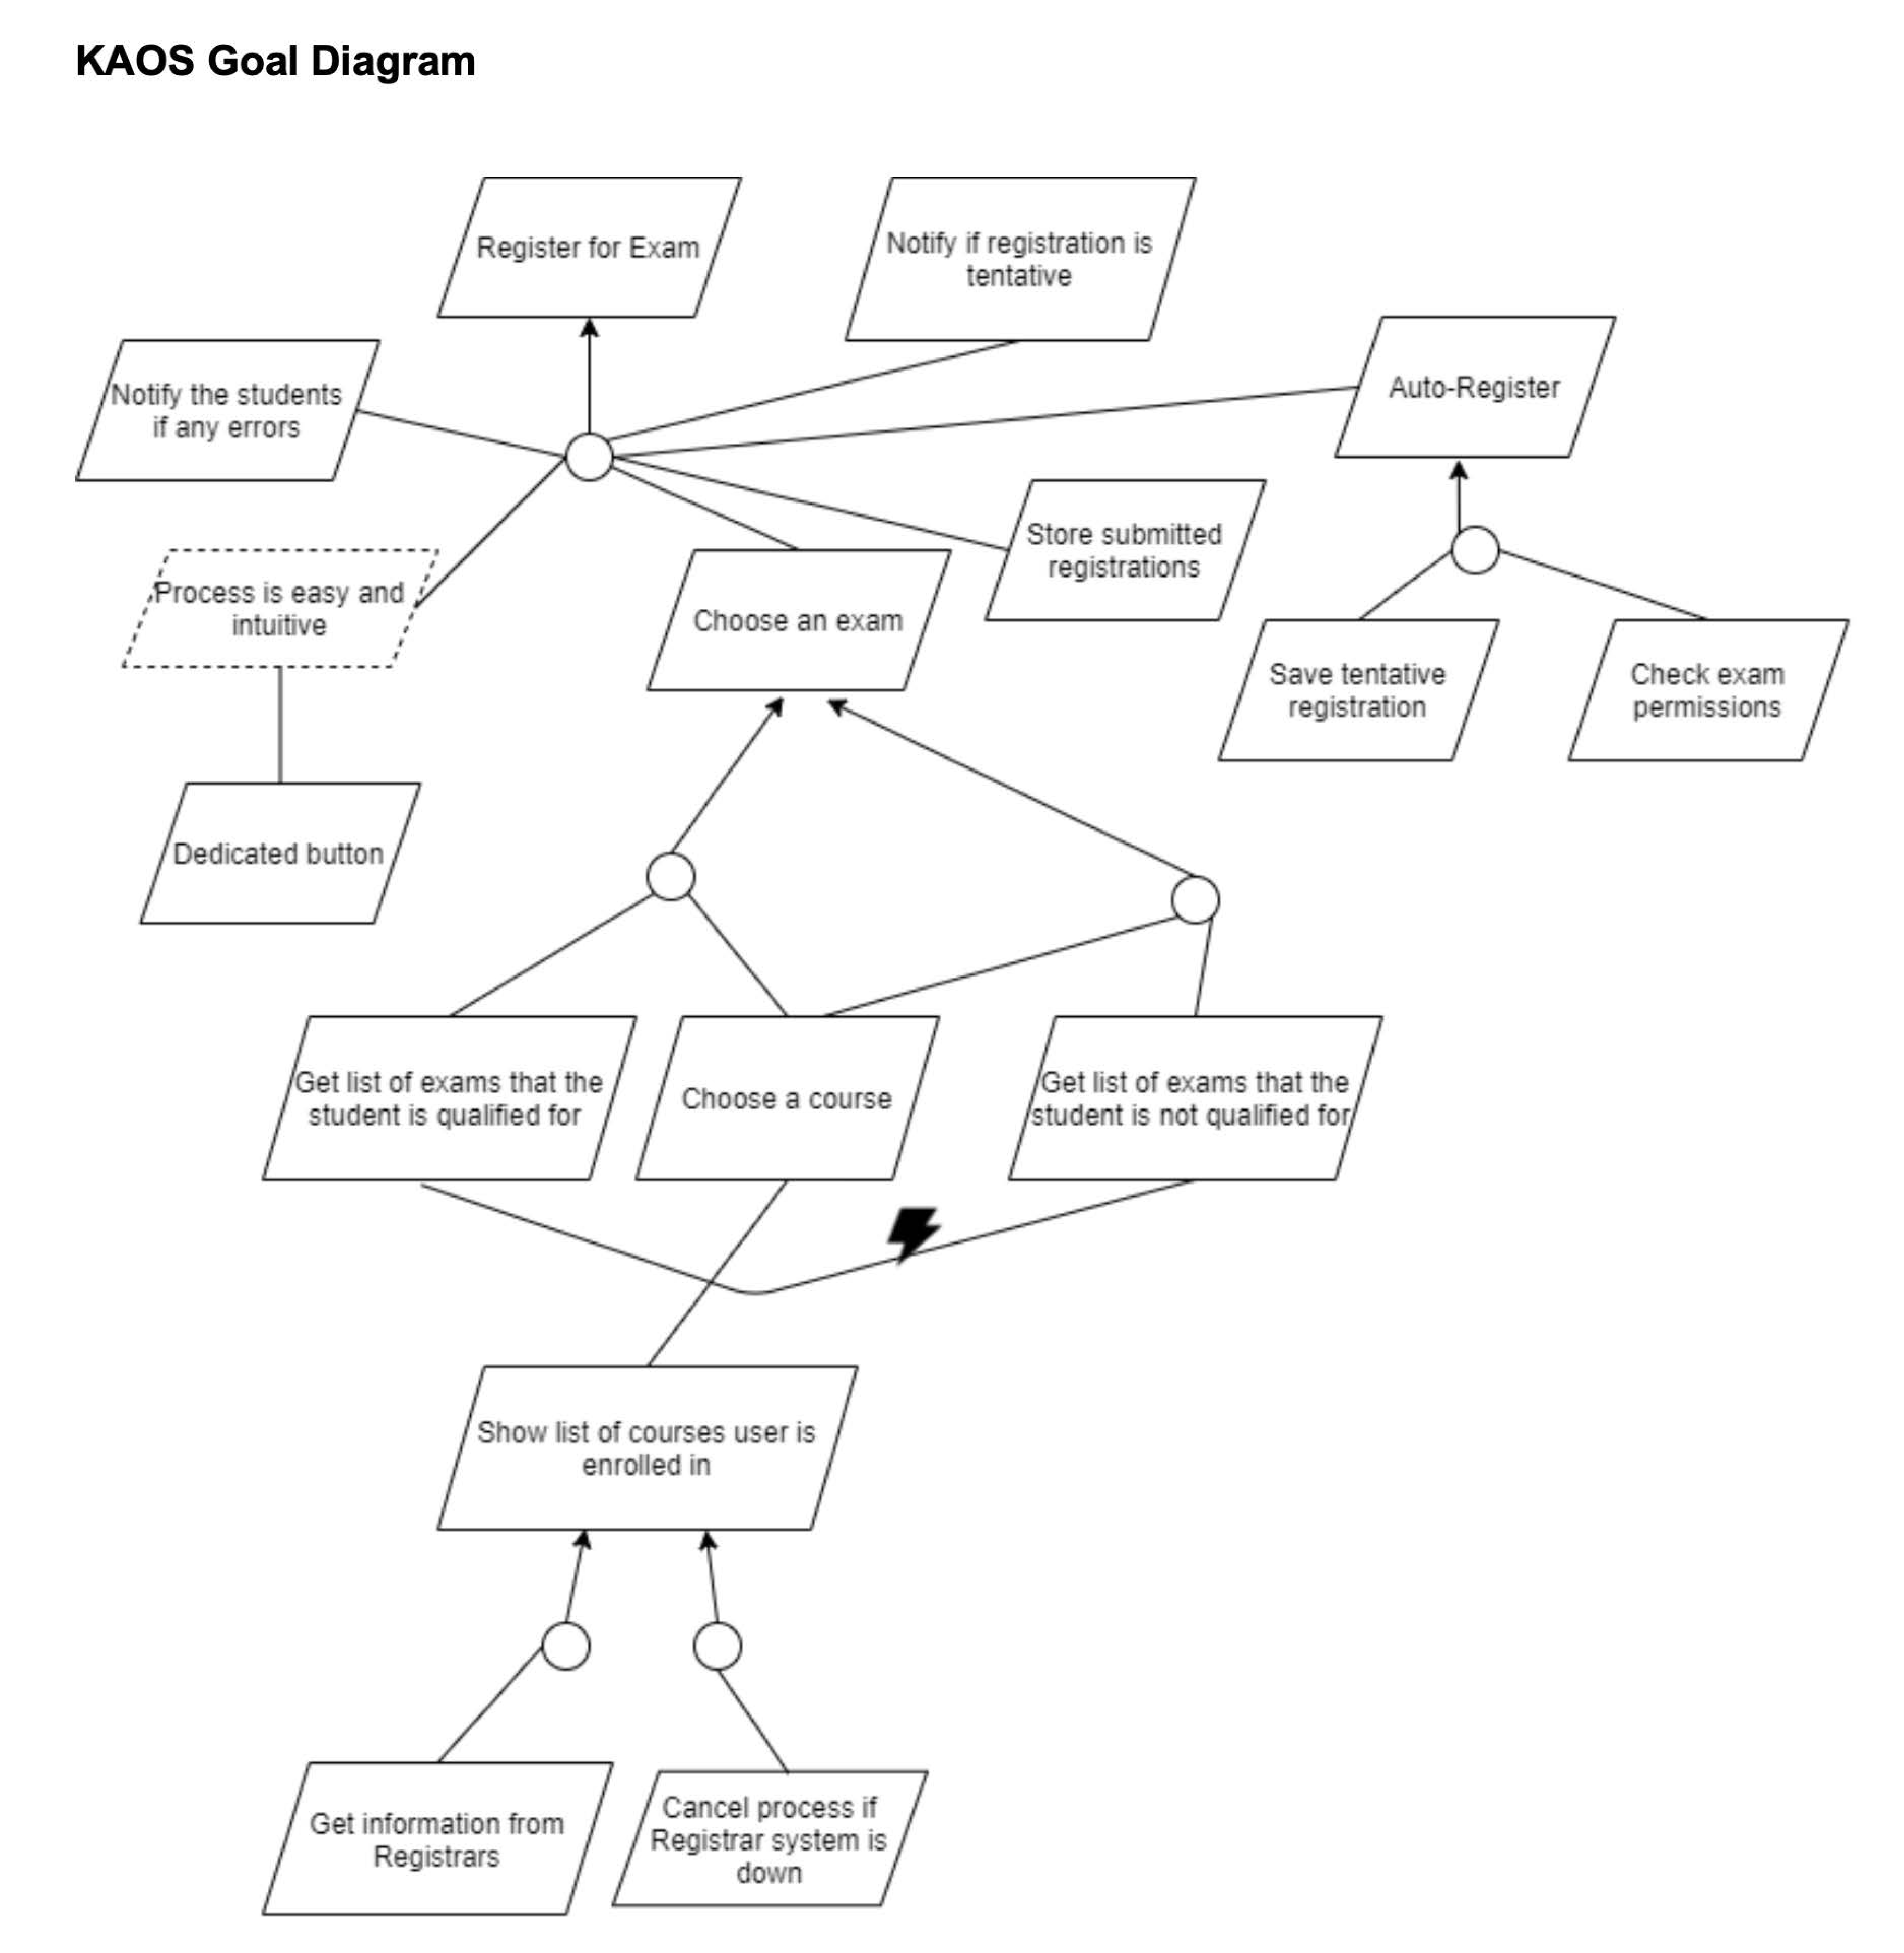 KAOS Goal Diagram
Register for Exam
Notify if registration is
tentative
Notify the students
if any errors
Auto-Register
Process is easy and
intuitive
Choose an exam
Store submitted
registrations
Save tentative
registration
Check exam
permissions
Dedicated button
Get list of exams that the
student is qualified for
Choose a course
Get list of exams that the
student is not qualified for
Show list of courses user is
enrolled in
Get information from
Registrars
Cancel process if
Registrar system is
down